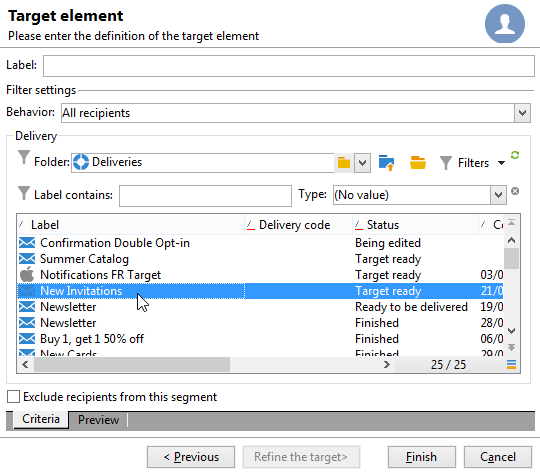 Target element
Please enter the definition of the target element
Label:
Filter settings
Behavior: All recipients
Delivery
Folder: Deliveries Filters
Label contains: Type: (No value)
Label Delivery code Status
Confirmation Double Opt-in Being edited
Summer Catalog Target ready
Notifications FR Target Target ready 03/0
New Invitations Target ready 21/0
Newsletter Ready to be delivered 19/0
Newsletter Finished 28/0
Buy 1, get 1 50% off Finished 06/0
New Cards Finished 29/0
25 / 25
Exclude recipients from this segment
Criteria Preview
< Previous Refine the target> Finish Cancel